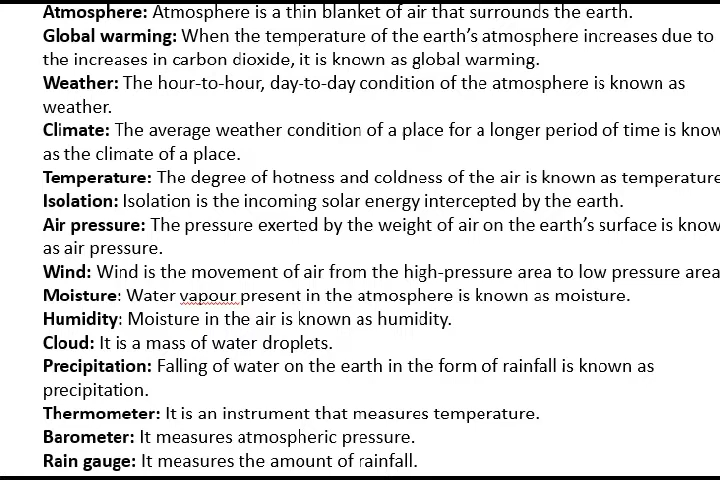 Atmosphere: Atmosphere is a thin blanket of air that surrounds the earth.
Global warming: When the temperature of the earth's atmosphere increases due to
the increases in carbon dioxide, it is known as global warming.
Weather: The hour-to-hour, day-to-day condition of the atmosphere is known as
weather.
Climate: The average weather condition of a place for a longer period of time is know
as the climate of a place.
Temperature: The degree of hotness and coldness of the air is known as temperature
Isolation: Isolation is the incoming solar energy intercepted by the earth.
Air pressure: The pressure exerted by the weight of air on the earth's surface is know
as air pressure.
Wind: Wind is the movement of air from the high-pressure area to low pressure area
Moisture: Water vapour present in the atmosphere is known as moisture.
Humidity: Moisture in the air is known as humidity.
Cloud: It is a mass of water droplets.
Precipitation: Falling of water on the earth in the form of rainfall is known as
precipitation.
Thermometer: It is an instrument that measures temperature.
Barometer: It measures atmospheric pressure.
Rain gauge: It measures the amount of rainfall.